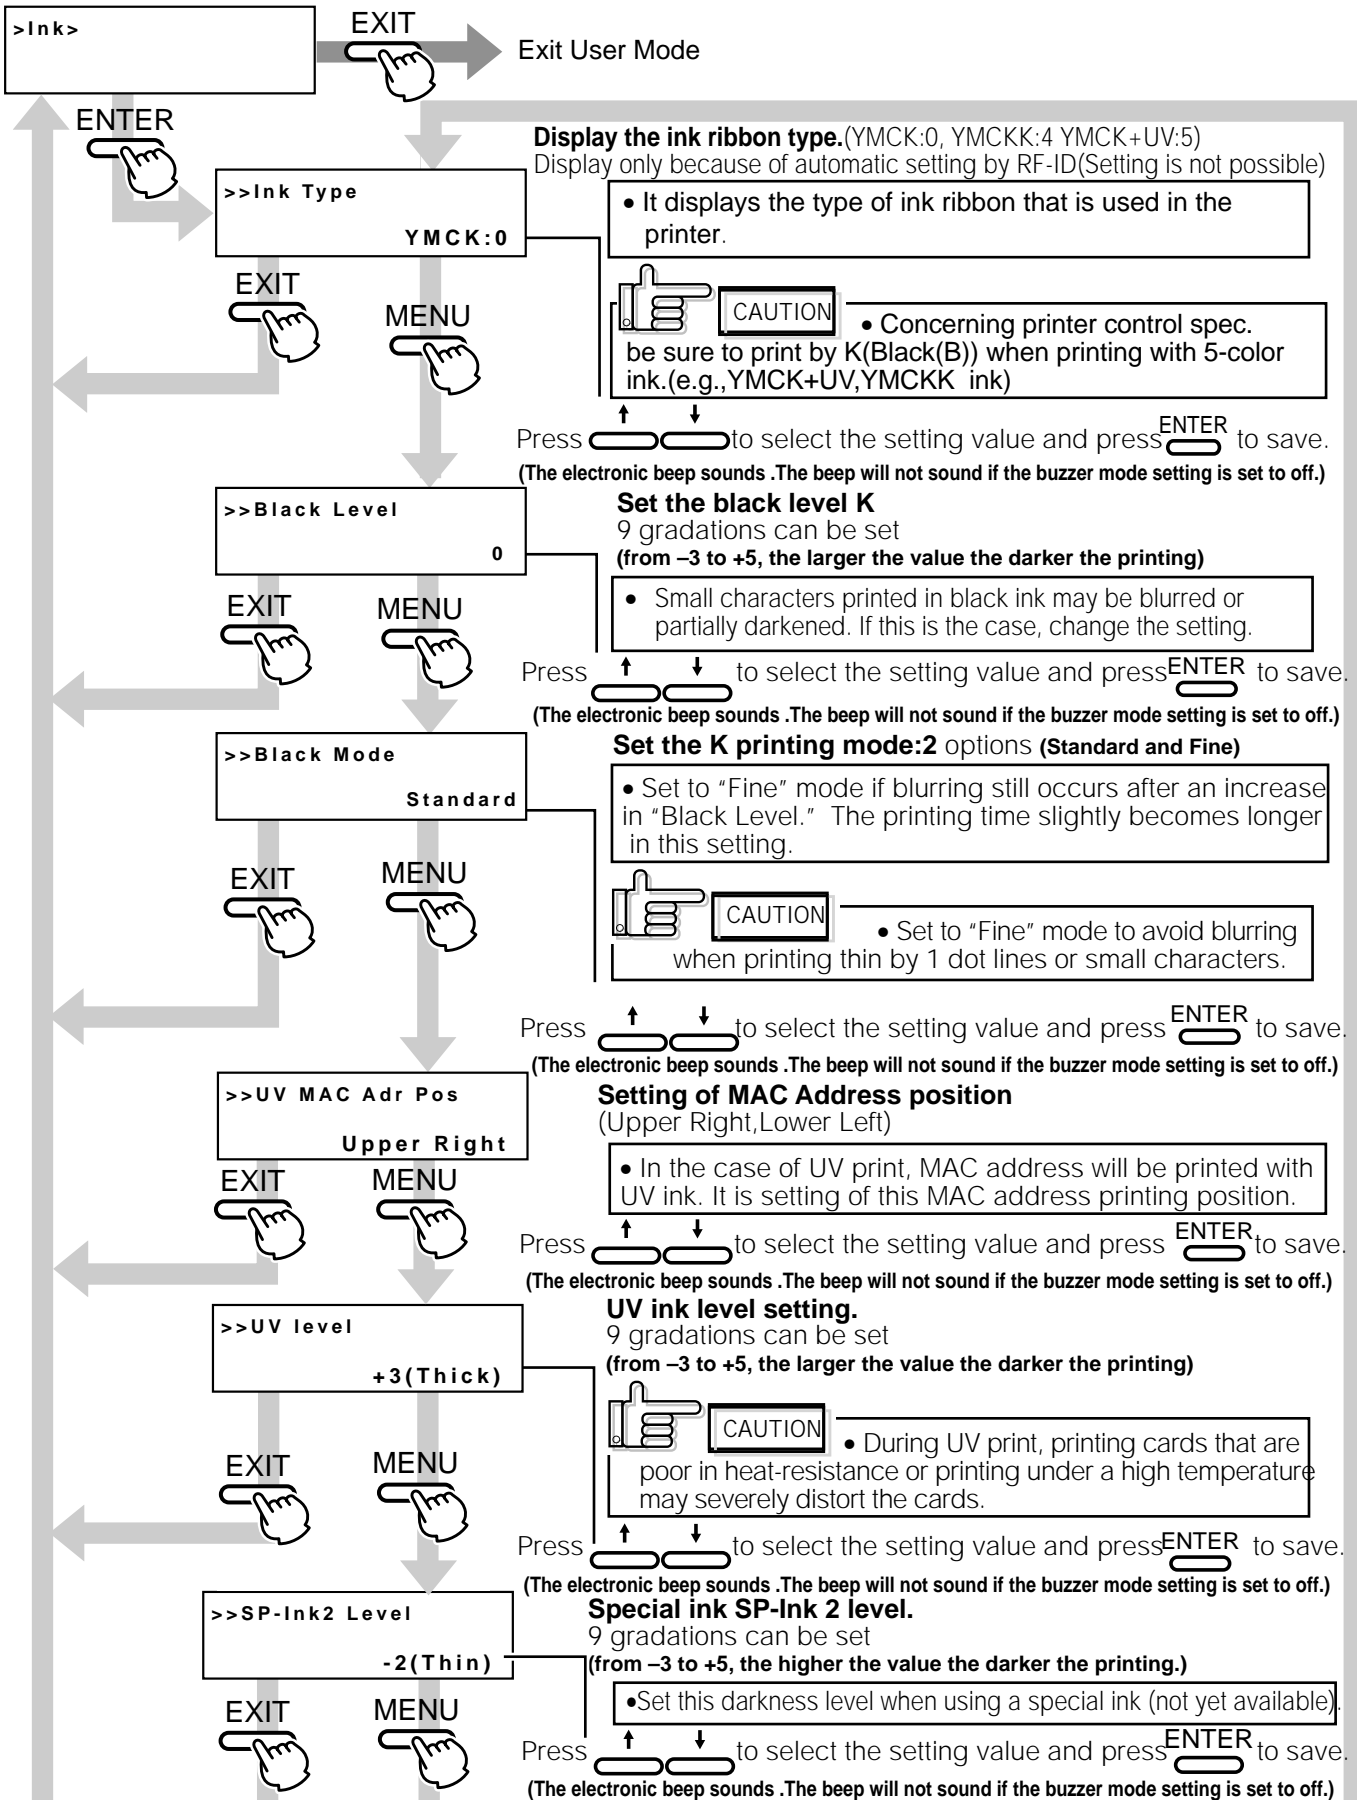 >Ink>
EXIT
Exit User Mode
ENTER
Display the ink ribbon type.(YMCK:0, YMCKK:4 YMCK+UV:5)
Display only because of automatic setting by RF-ID(Setting is not possible)
>>Ink Type
YMCK:0
• It displays the type of ink ribbon that is used in the
printer.
EXIT
MENU
CAUTION
• Concerning printer control spec.
be sure to print by K(Black(B)) when printing with 5-color
ink.(e.g.,YMCK+UV,YMCKK ink)
Press to select the setting value and press ENTER to save.
(The electronic beep sounds .The beep will not sound if the buzzer mode setting is set to off.)
>>Black Level
0
Set the black level K
9 gradations can be set
(from –3 to +5, the larger the value the darker the printing)
EXIT
MENU
• Small characters printed in black ink may be blurred or
partially darkened. If this is the case, change the setting.
Press ↑ ↓ to select the setting value and press ENTER to save.
(The electronic beep sounds .The beep will not sound if the buzzer mode setting is set to off.)
>>Black Mode
Standard
Set the K printing mode:2 options (Standard and Fine)
• Set to "Fine" mode if blurring still occurs after an increase
in "Black Level." The printing time slightly becomes longer
in this setting.
EXIT
MENU
CAUTION
• Set to "Fine" mode to avoid blurring
when printing thin by 1 dot lines or small characters.
Press ↑ ↓ to select the setting value and press ENTER to save.
(The electronic beep sounds .The beep will not sound if the buzzer mode setting is set to off.)
>>UV MAC Adr Pos
Upper Right
Setting of MAC Address position
(Upper Right,Lower Left)
EXIT
MENU
• In the case of UV print, MAC address will be printed with
UV ink. It is setting of this MAC address printing position.
Press ↑ ↓ to select the setting value and press ENTER to save.
(The electronic beep sounds .The beep will not sound if the buzzer mode setting is set to off.)
>>UV level
+3(Thick)
UV ink level setting.
9 gradations can be set
(from –3 to +5, the larger the value the darker the printing)
EXIT
MENU
CAUTION
• During UV print, printing cards that are
poor in heat-resistance or printing under a high temperature
may severely distort the cards.
Press ↑ ↓ to select the setting value and press ENTER to save.
(The electronic beep sounds .The beep will not sound if the buzzer mode setting is set to off.)
>>SP-Ink2 Level
-2(Thin)
Special ink SP-Ink 2 level.
9 gradations can be set
(from –3 to +5, the higher the value the darker the printing.)
EXIT
MENU
•Set this darkness level when using a special ink (not yet available).
Press ↑ ↓ to select the setting value and press ENTER to save.
(The electronic beep sounds .The beep will not sound if the buzzer mode setting is set to off.)